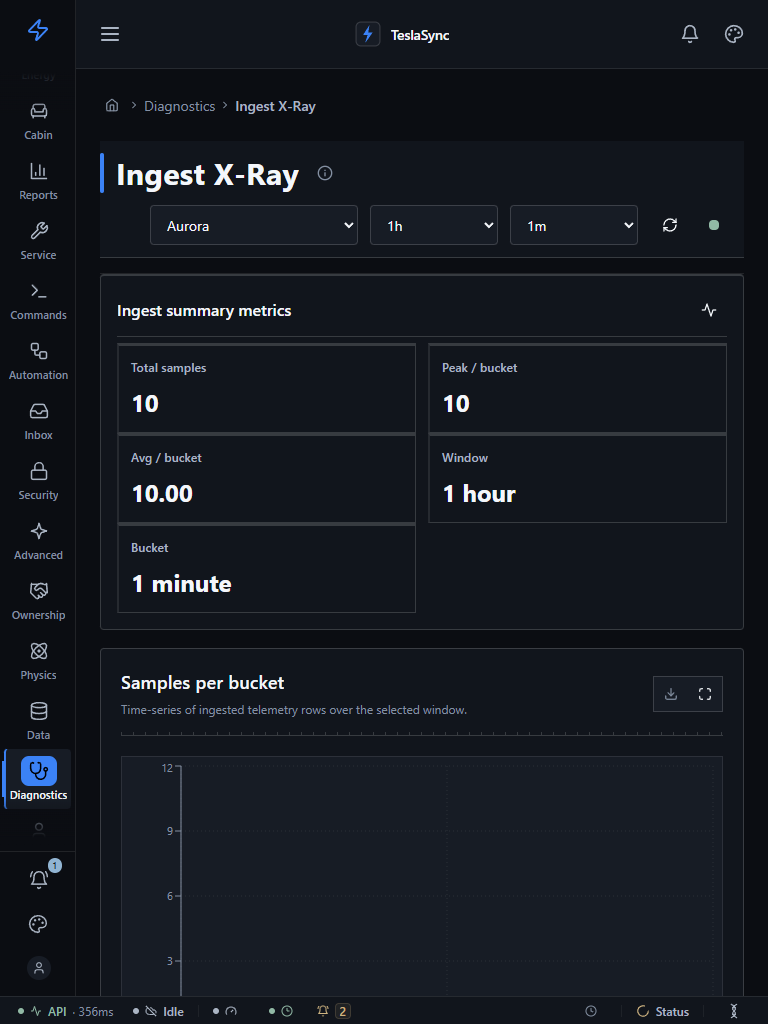 TeslaSync
Diagnostics
Ingest X-Ray
Cabin
Reports
Service
Commands
Automation
Inbox
Security
Advanced
Ownership
Physics
Data
Diagnostics
1
Ingest X-Ray
Aurora
1h
1m
Ingest summary metrics
Total samples
10
Peak / bucket
10
Avg / bucket
10.00
Window
1 hour
Bucket
1 minute
Samples per bucket
Time-series of ingested telemetry rows over the selected window.
12
9
6
3
API · 356ms
Idle
2
Status